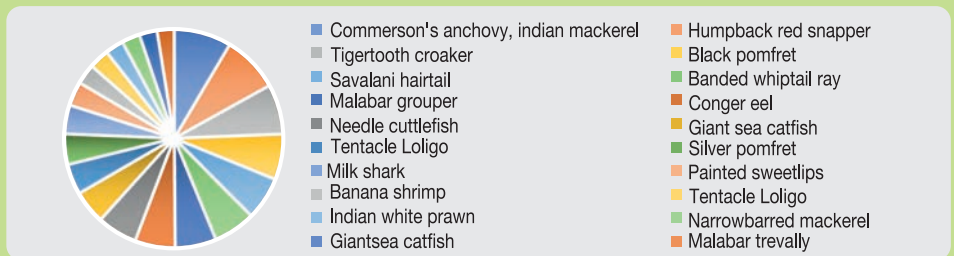 Commerson's anchovy, indian mackerel
Tigertooth croaker
Savalani hairtail
Malabar grouper
Needle cuttlefish
Tentacle Loligo
Milk shark
Banana shrimp
Indian white prawn
Giantsea catfish
Humpback red snapper
Black pomfret
Banded whiptail ray
Conger eel
Giant sea catfish
Silver pomfret
Painted sweetlips
Tentacle Loligo
Narrowbarred mackerel
Malabar trevally